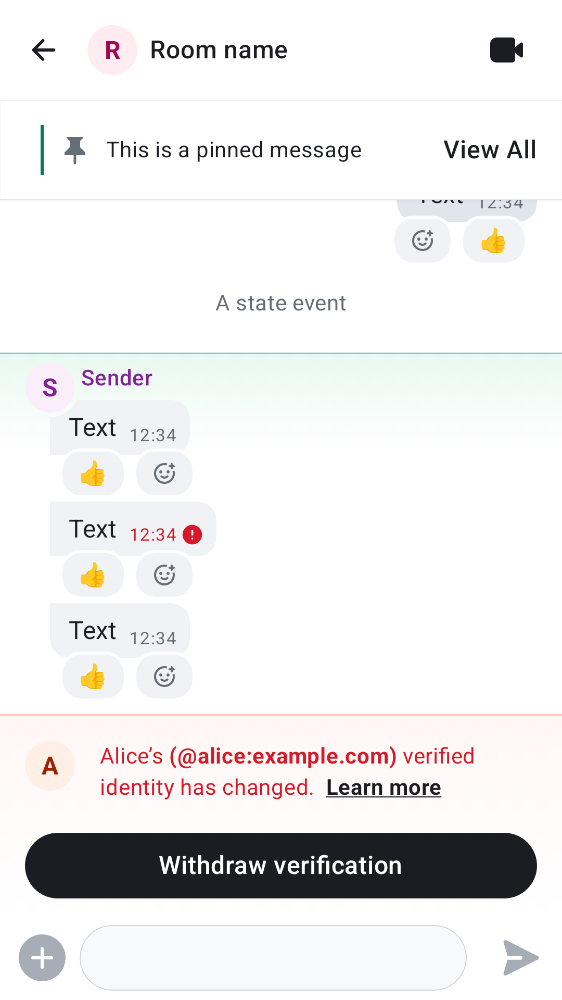 R Room name
This is a pinned message View All
Text 12:34
👍
A state event
S Sender
Text 12:34
👍
Text 12:34
👍
Text 12:34
👍
A Alice’s (@alice:example.com) verified
identity has changed. Learn more
Withdraw verification